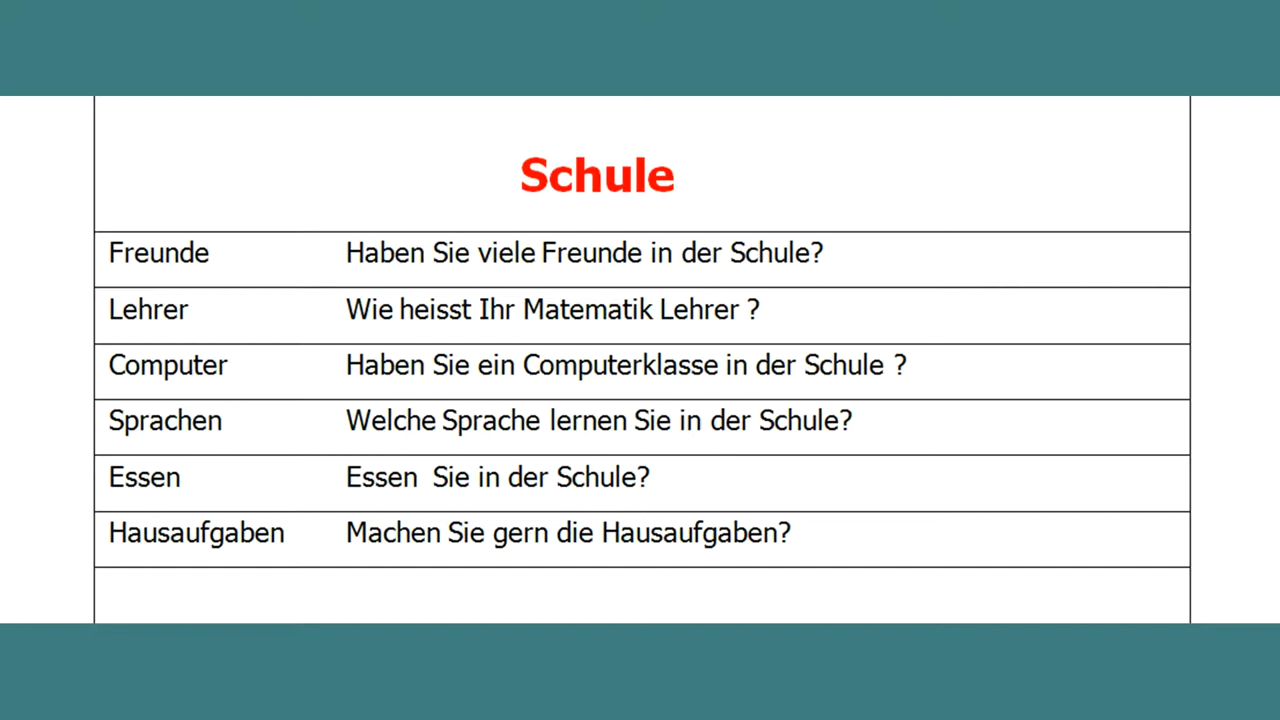 Schule
Freunde Haben Sie viele Freunde in der Schule?
Lehrer Wie heisst Ihr Matematik Lehrer ?
Computer Haben Sie ein Computerklasse in der Schule ?
Sprachen Welche Sprache lernen Sie in der Schule?
Essen Essen Sie in der Schule?
Hausaufgaben Machen Sie gern die Hausaufgaben?